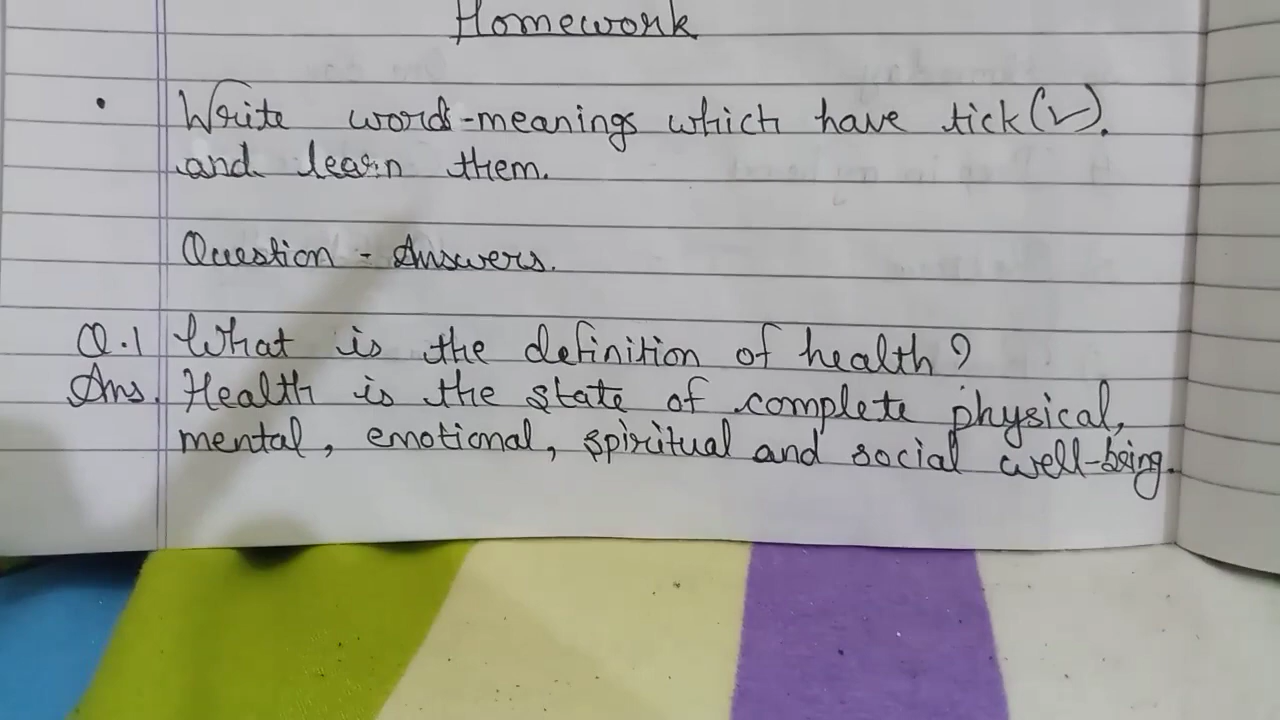 Homework
• Write words-meanings which have tick (✓).
and learn them.
Question - Answers.
Q.1 What is the definition of health?
Ans. Health is the state of complete physical,
mental, emotional, spiritual and social well-being.